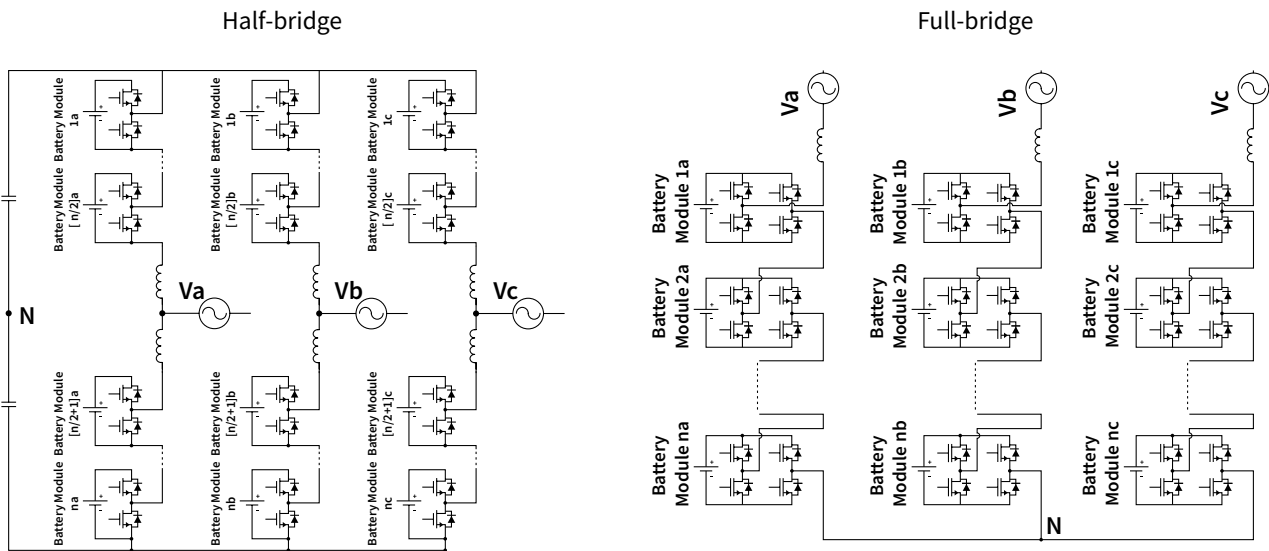 Half-bridge
Full-bridge
Battery Module
1a
Battery Module
1b
Battery Module
1c
Battery Module
[ n/2]a
Battery Module
[ n/2]b
Battery Module
[ n/2]c
N
Va
Vb
Vc
Battery Module
[n/2+1]a
Battery Module
[n/2+1]b
Battery Module
[n/2+1]c
Battery Module
na
Battery Module
nb
Battery Module
nc
Va
Vb
Vc
Battery
Module 1a
Battery
Module 1b
Battery
Module 1c
Battery
Module 2a
Battery
Module 2b
Battery
Module 2c
Battery
Module na
Battery
Module nb
Battery
Module nc
N